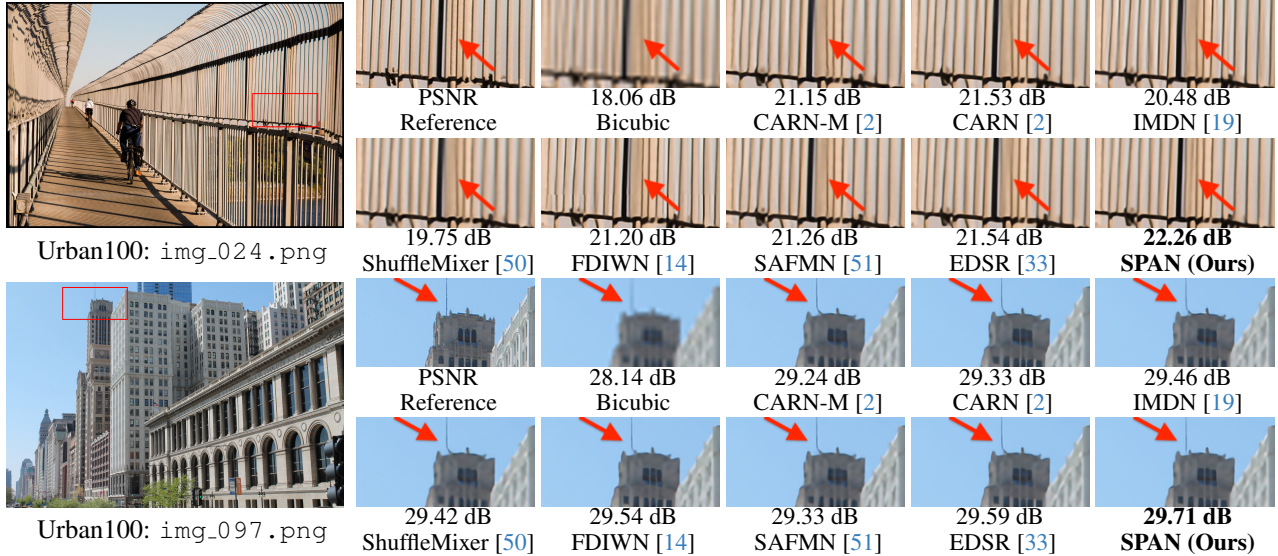 PSNR
Reference
18.06 dB
Bicubic
21.15 dB
CARN-M [2]
21.53 dB
CARN [2]
20.48 dB
IMDN [19]
19.75 dB
ShuffleMixer [50]
21.20 dB
FDIWN [14]
21.26 dB
SAFMN [51]
21.54 dB
EDSR [33]
22.26 dB
SPAN (Ours)
Urban100: img_024.png
PSNR
Reference
28.14 dB
Bicubic
29.24 dB
CARN-M [2]
29.33 dB
CARN [2]
29.46 dB
IMDN [19]
29.42 dB
ShuffleMixer [50]
29.54 dB
FDIWN [14]
29.33 dB
SAFMN [51]
29.59 dB
EDSR [33]
29.71 dB
SPAN (Ours)
Urban100: img_097.png